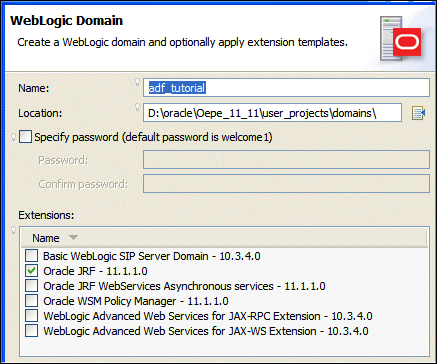 WebLogic Domain
Create a WebLogic domain and optionally apply extension templates.
Name: adf_tutorial
Location: D:\oracle\Oepe_11_11\user_projects\domains\
Specify password (default password is welcome1)
Password:
Confirm password:
Extensions:
Name
Basic WebLogic SIP Server Domain - 10.3.4.0
Oracle JRF - 11.1.1.0
Oracle JRF WebServices Asynchronous services - 11.1.1.0
Oracle WSM Policy Manager - 11.1.1.0
WebLogic Advanced Web Services for JAX-RPC Extension - 10.3.4.0
WebLogic Advanced Web Services for JAX-WS Extension - 10.3.4.0